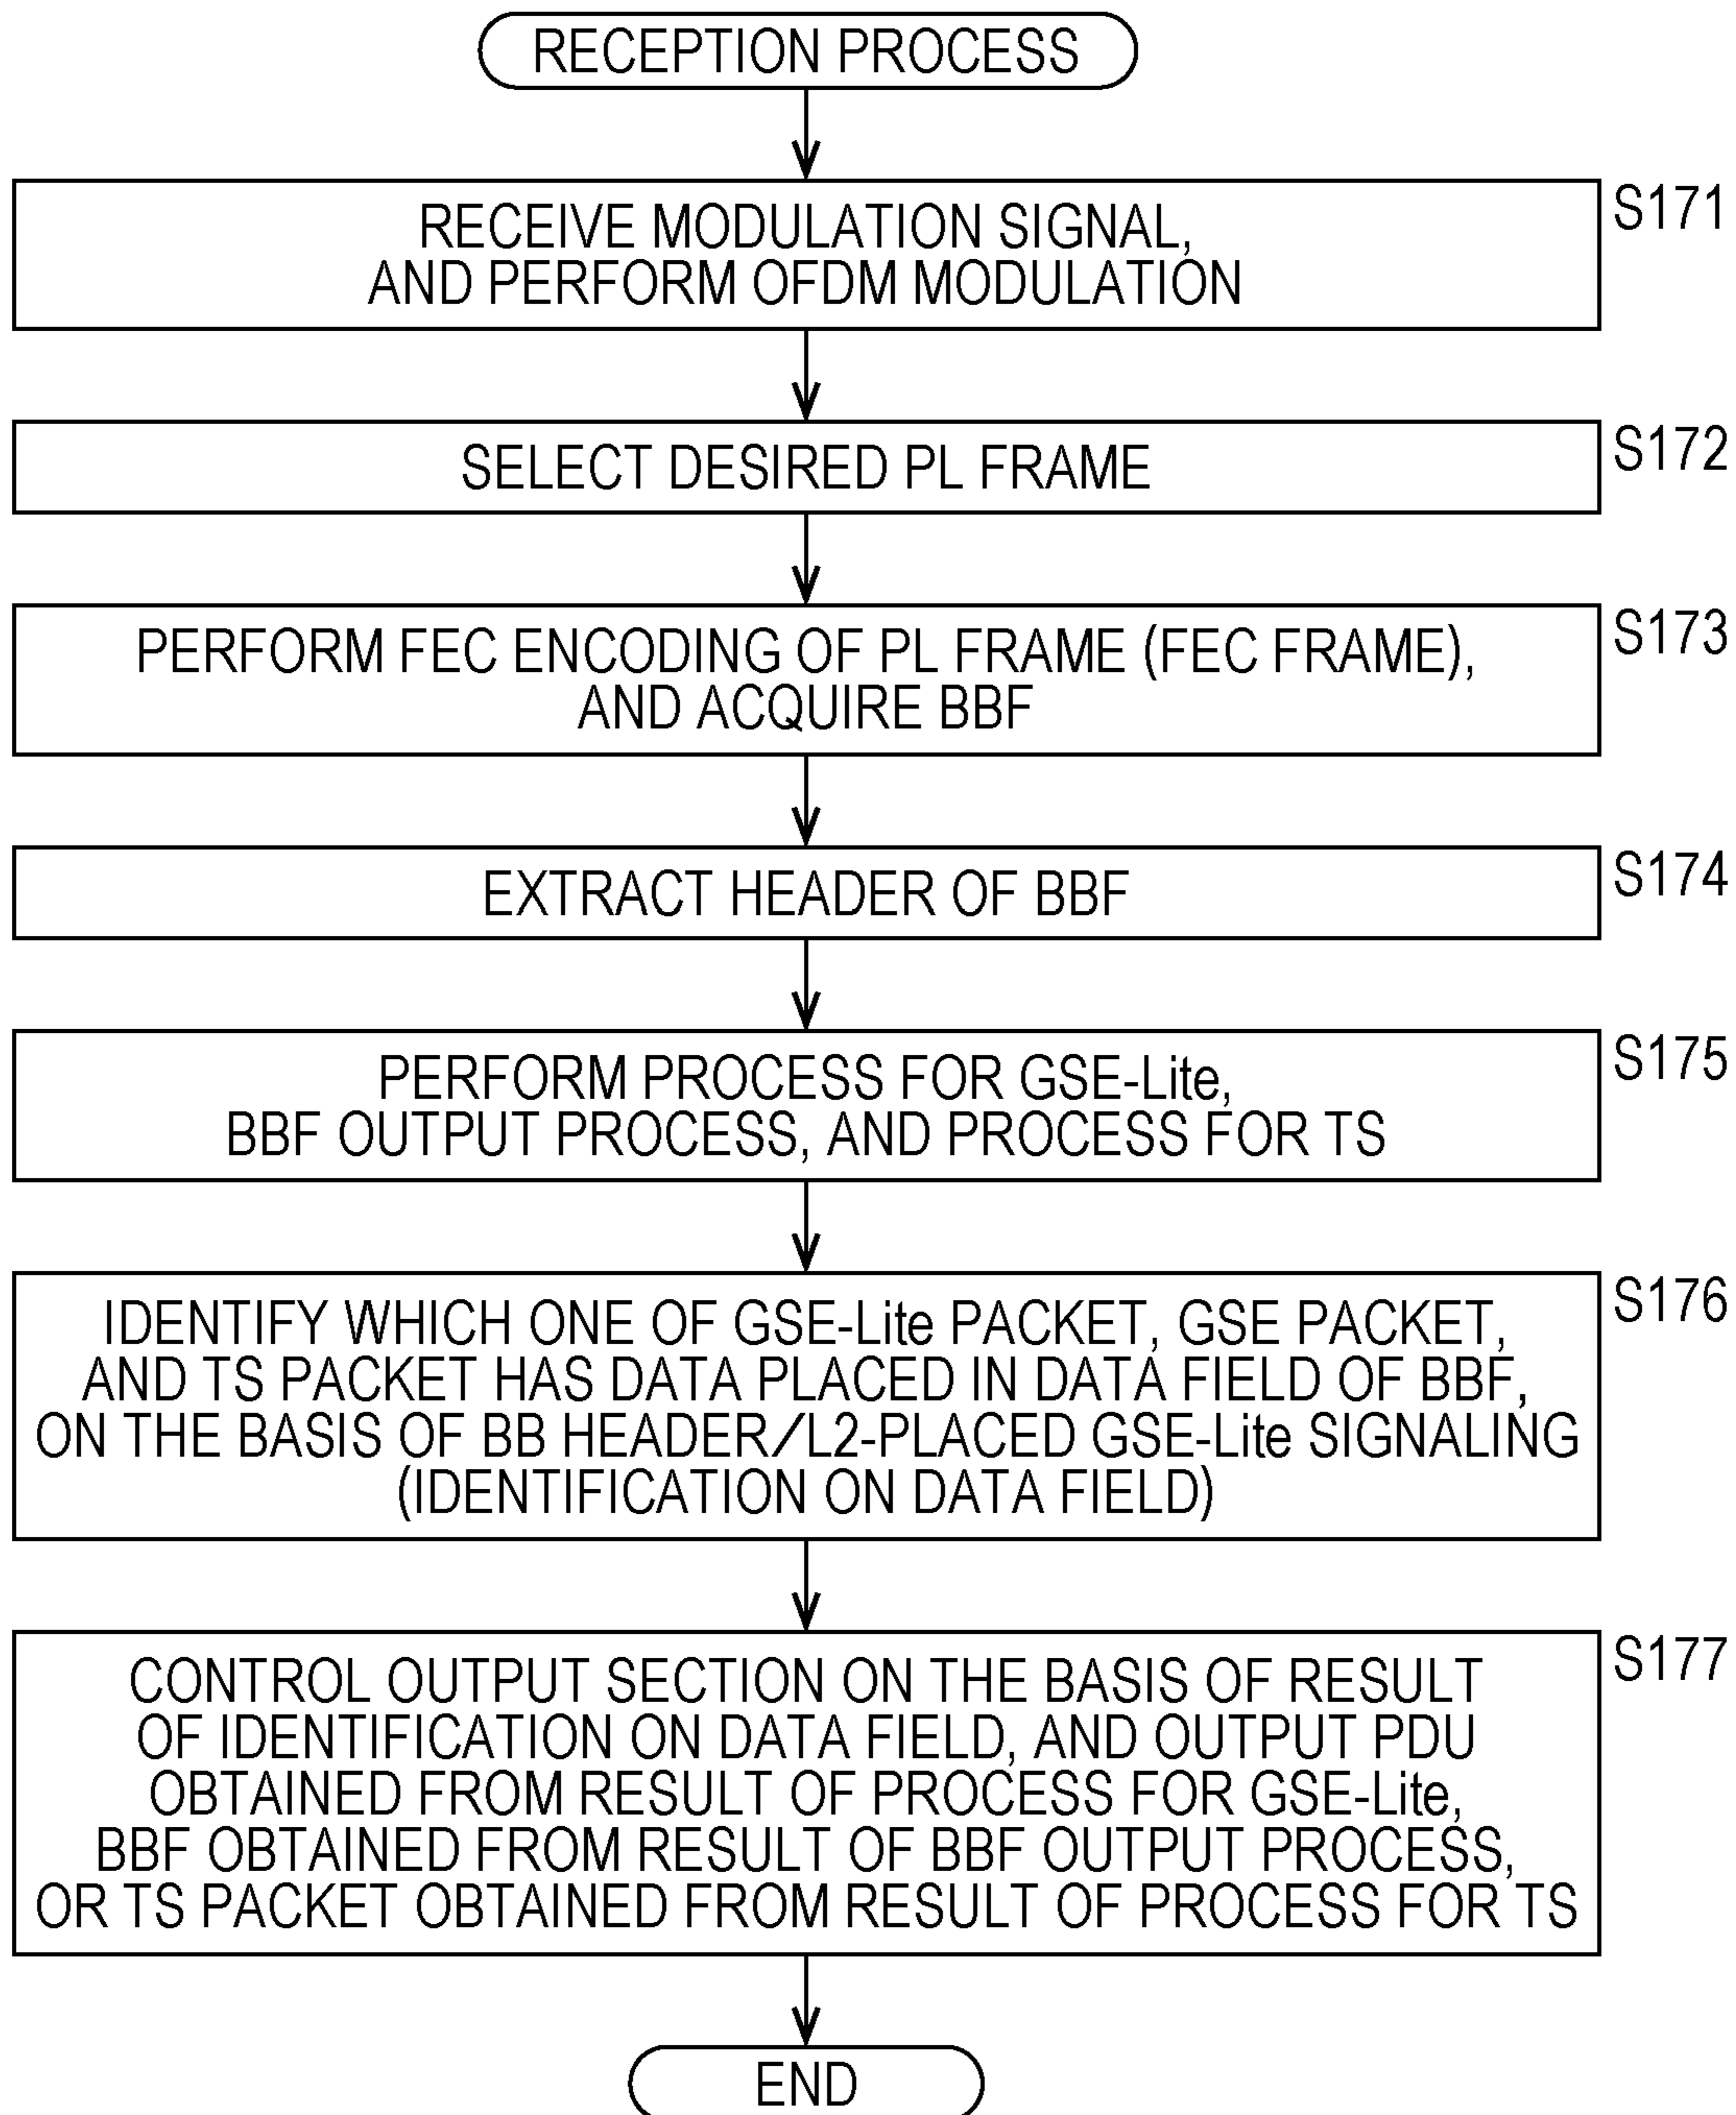 RECEPTION PROCESS
S171
RECEIVE MODULATION SIGNAL,
AND PERFORM OFDM MODULATION
S172
SELECT DESIRED PL FRAME
S173
PERFORM FEC ENCODING OF PL FRAME (FEC FRAME),
AND ACQUIRE BBF
S174
EXTRACT HEADER OF BBF
S175
PERFORM PROCESS FOR GSE-Lite,
BBF OUTPUT PROCESS, AND PROCESS FOR TS
S176
IDENTIFY WHICH ONE OF GSE-Lite PACKET, GSE PACKET,
AND TS PACKET HAS DATA PLACED IN DATA FIELD OF BBF,
ON THE BASIS OF BB HEADER/L2-PLACED GSE-Lite SIGNALING
(IDENTIFICATION ON DATA FIELD)
S177
CONTROL OUTPUT SECTION ON THE BASIS OF RESULT
OF IDENTIFICATION ON DATA FIELD, AND OUTPUT PDU
OBTAINED FROM RESULT OF PROCESS FOR GSE-Lite,
BBF OBTAINED FROM RESULT OF BBF OUTPUT PROCESS,
OR TS PACKET OBTAINED FROM RESULT OF PROCESS FOR TS
END